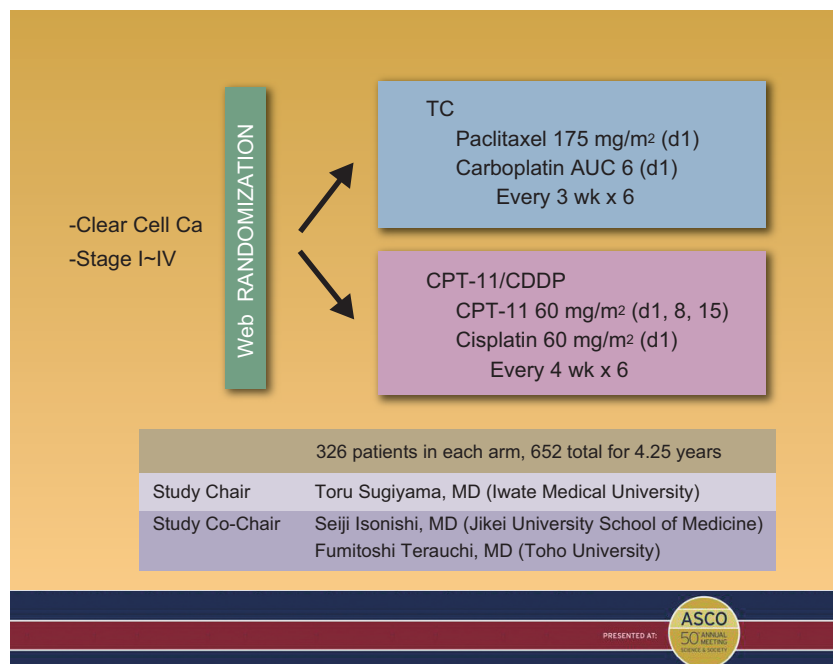 -Clear Cell Ca
-Stage I~IV
Web RANDOMIZATION
TC
Paclitaxel 175 mg/m² (d1)
Carboplatin AUC 6 (d1)
Every 3 wk x 6
CPT-11/CDDP
CPT-11 60 mg/m² (d1, 8, 15)
Cisplatin 60 mg/m² (d1)
Every 4 wk x 6
326 patients in each arm, 652 total for 4.25 years
Study Chair Toru Sugiyama, MD (Iwate Medical University)
Study Co-Chair Seiji Isonishi, MD (Jikei University School of Medicine)
Fumitoshi Terauchi, MD (Toho University)
PRESENTED AT:
ASCO
50th ANNUAL
MEETING
SCIENCE & SOCIETY